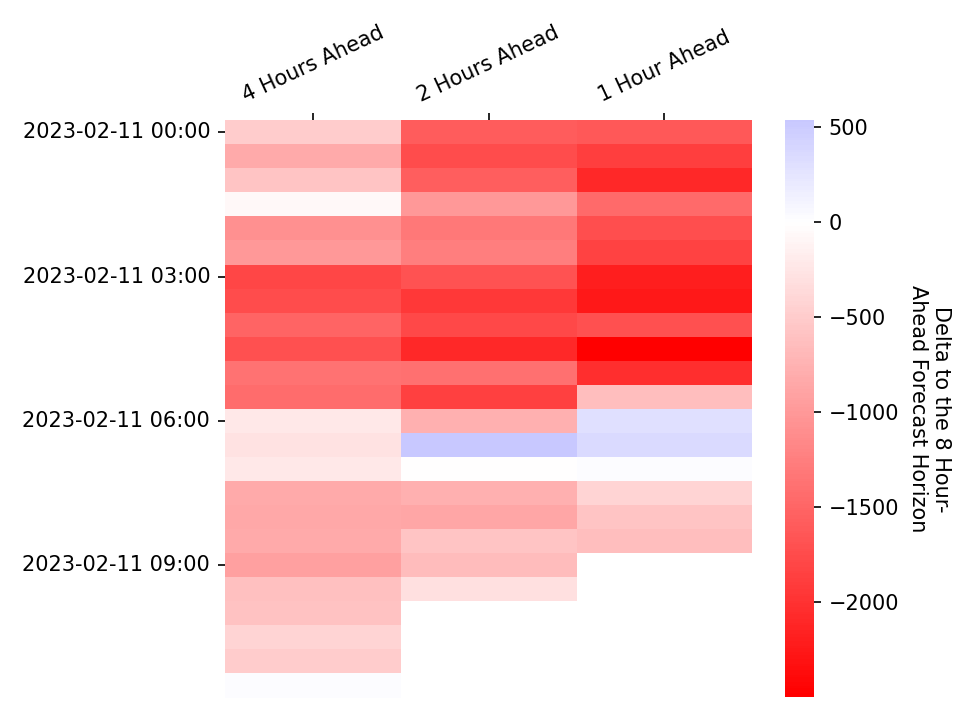 4 Hours Ahead
2 Hours Ahead
1 Hour Ahead
2023-02-11 00:00
2023-02-11 03:00
2023-02-11 06:00
2023-02-11 09:00
500
0
−500
−1000
−1500
−2000
Delta to the 8 Hour-
Ahead Forecast Horizon